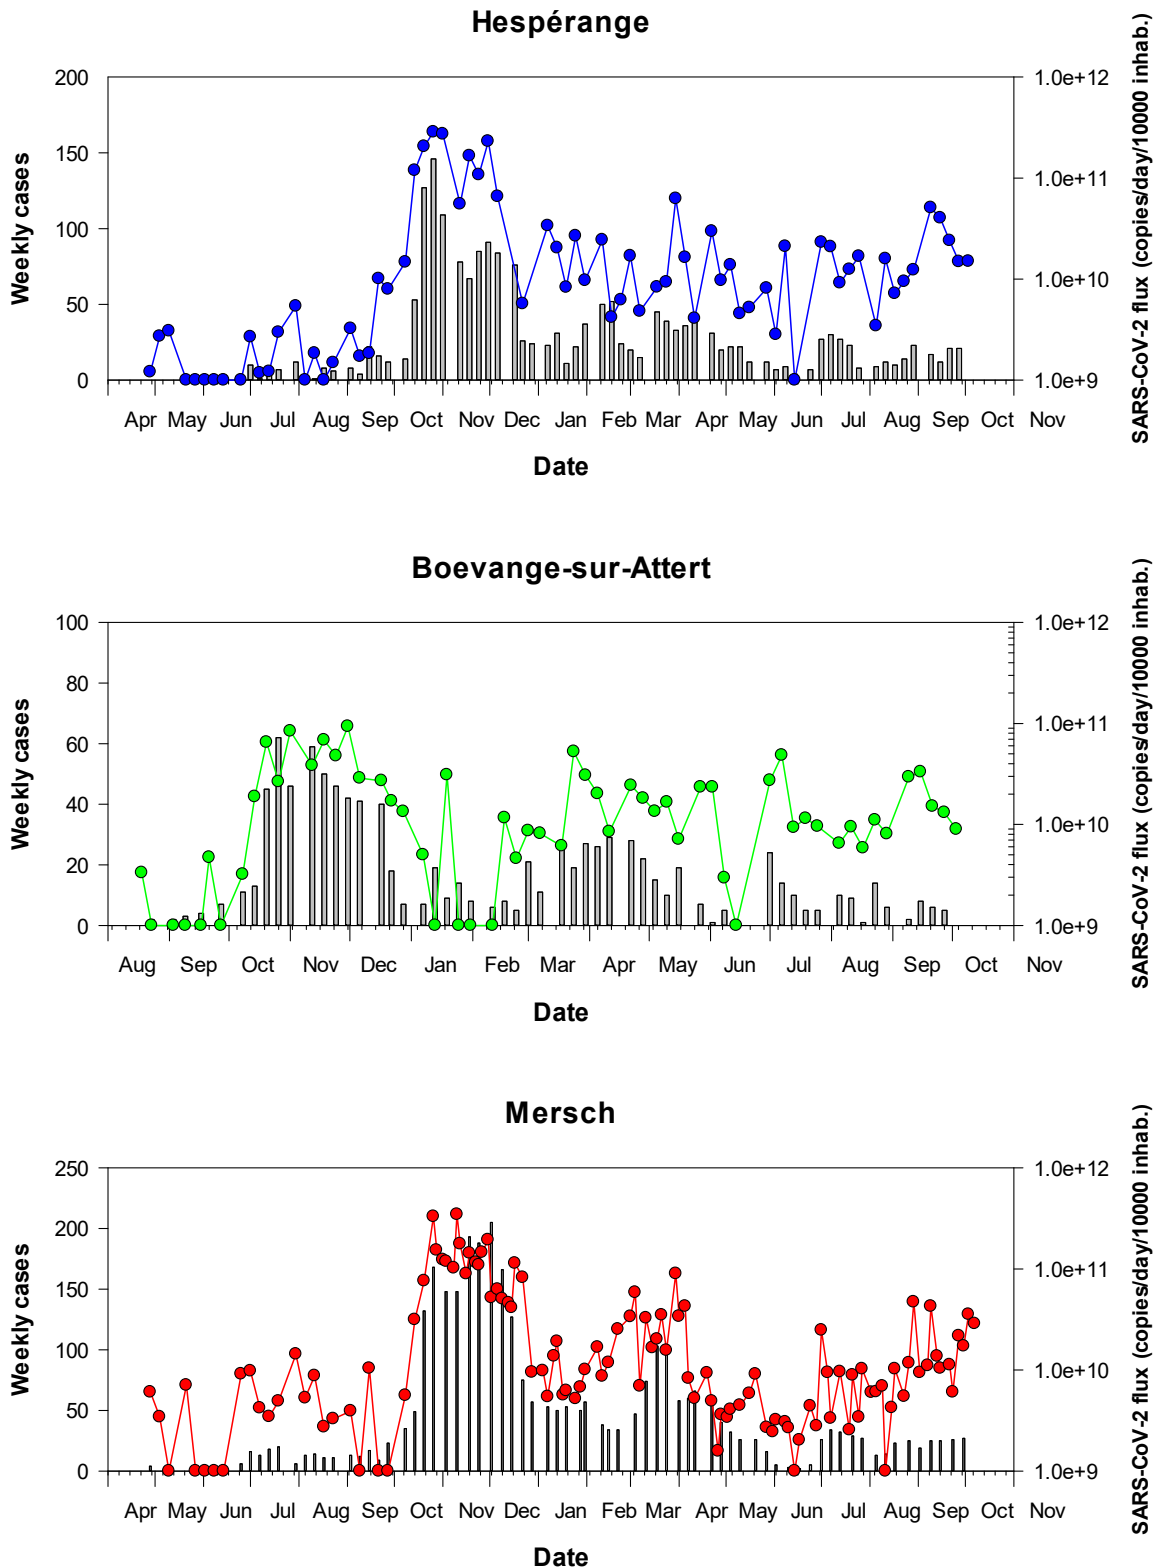 Hespérange
200 1.0e+12
150
1.0e+11
100
1.0e+10
50
0 1.0e+9
Weekly cases
SARS-CoV-2 flux (copies/day/10000 inhab.)
Apr May Jun Jul Aug Sep Oct Nov Dec Jan Feb Mar Apr May Jun Jul Aug Sep Oct Nov
Date
Boevange-sur-Attert
100 1.0e+12
80
1.0e+11
60
40
1.0e+10
20
0 1.0e+9
Weekly cases
SARS-CoV-2 flux (copies/day/10000 inhab.)
Aug Sep Oct Nov Dec Jan Feb Mar Apr May Jun Jul Aug Sep Oct Nov
Date
Mersch
250 1.0e+12
200
1.0e+11
150
100
1.0e+10
50
0 1.0e+9
Weekly cases
SARS-CoV-2 flux (copies/day/10000 inhab.)
Apr May Jun Jul Aug Sep Oct Nov Dec Jan Feb Mar Apr May Jun Jul Aug Sep Oct Nov
Date